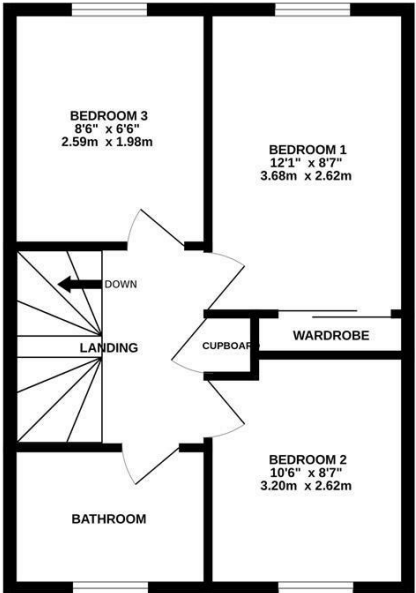 BEDROOM 3
8'6" x 6'6"
2.59m x 1.98m
BEDROOM 1
12'1" x 8'7"
3.68m x 2.62m
DOWN
LANDING
CUPBOARD
WARDROBE
BEDROOM 2
10'6" x 8'7"
3.20m x 2.62m
BATHROOM